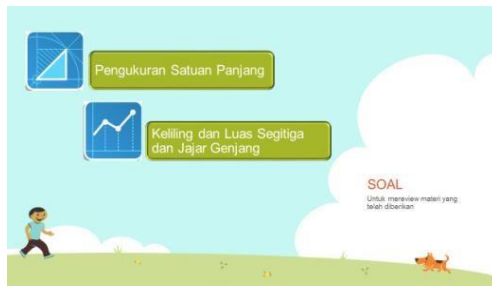 Pengukuran Satuan Panjang
Keliling dan Luas Segitiga
dan Jajar Genjang
SOAL
Untuk mereview materi yang
telah diberikan